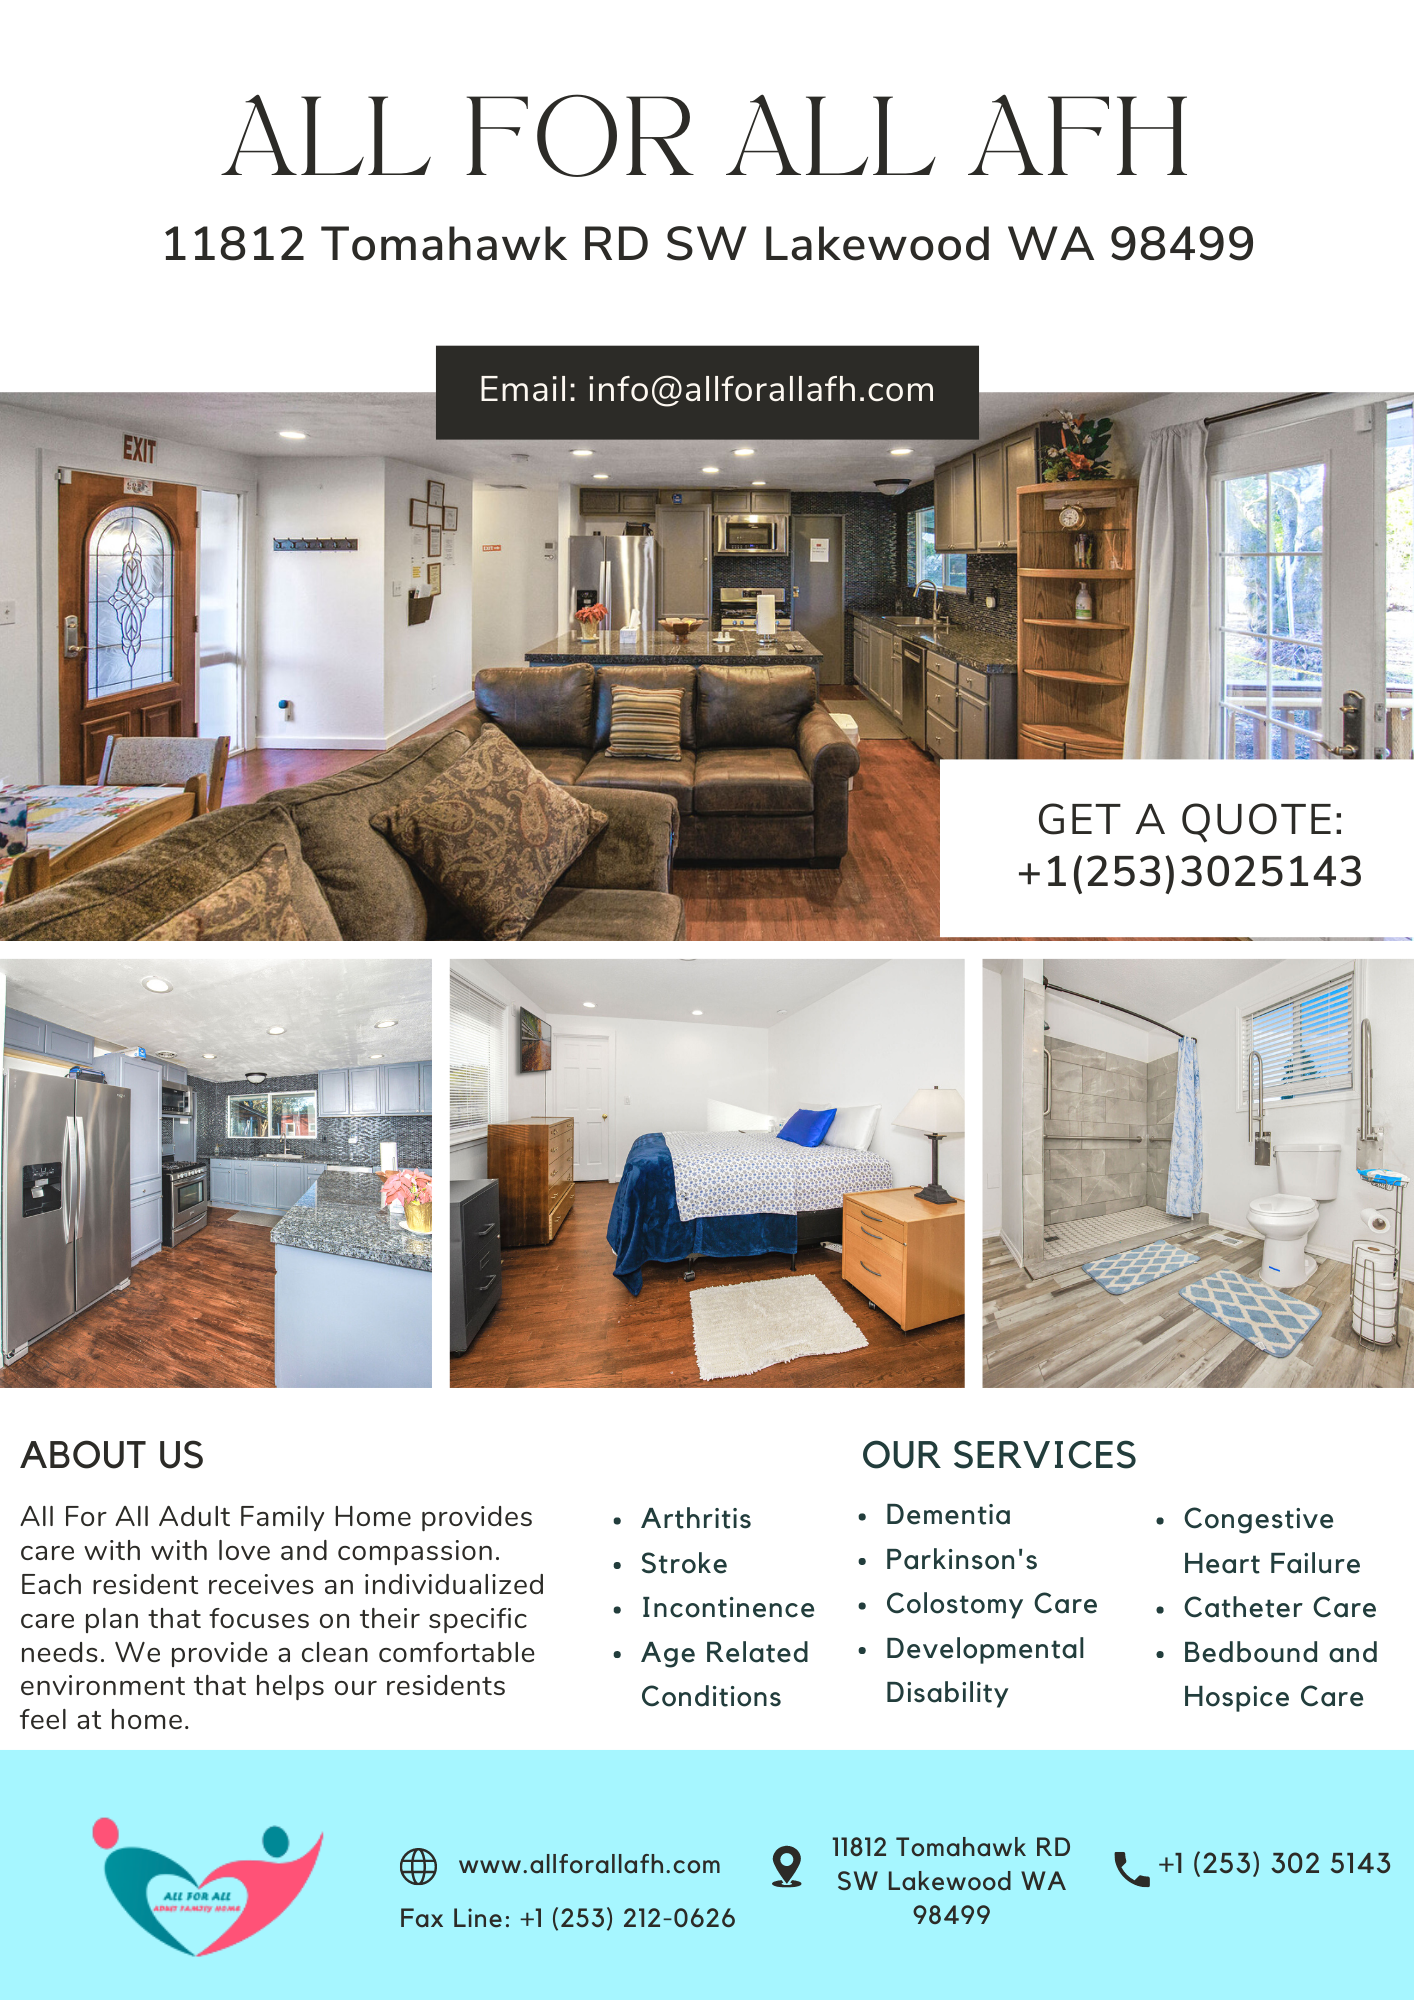 ALL FOR ALL AFH
11812 Tomahawk RD SW Lakewood WA 98499
Email: info@allforallafh.com
EXIT
GET A QUOTE:
+1(253)3025143
ABOUT US
All For All Adult Family Home provides
care with with love and compassion.
Each resident receives an individualized
care plan that focuses on their specific
needs. We provide a clean comfortable
environment that helps our residents
feel at home.
OUR SERVICES
• Arthritis
• Stroke
• Incontinence
• Age Related
Conditions
• Dementia
• Parkinson's
• Colostomy Care
• Developmental
Disability
• Congestive
Heart Failure
• Catheter Care
• Bedbound and
Hospice Care
ALL FOR ALL
ADULT FAMILY HOME
www.allforallafh.com
Fax Line: +1 (253) 212-0626
11812 Tomahawk RD
SW Lakewood WA
98499
+1 (253) 302 5143